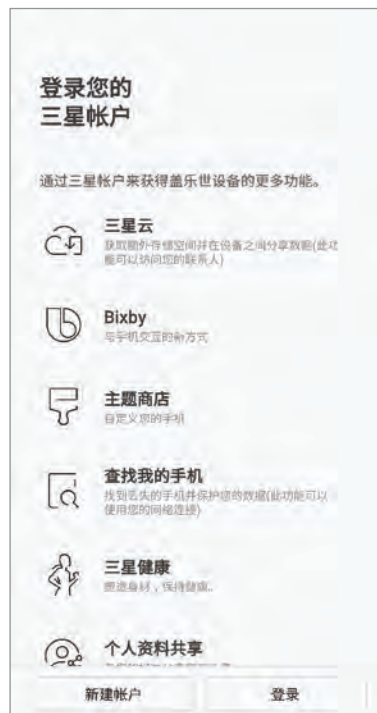 登录您的
三星帐户
通过三星帐户来获得盖乐世设备的更多功能。
三星云
获取额外存储空间并在设备之间分享数据(此功
能可以访问您的联系人)
Bixby
与手机交互的新方式
主题商店
自定义您的手机
查找我的手机
找到丢失的手机并保护您的数据(此功能可以
使用您的网络连接)
三星健康
塑造身材，保持健康。
个人资料共享
新建帐户
登录